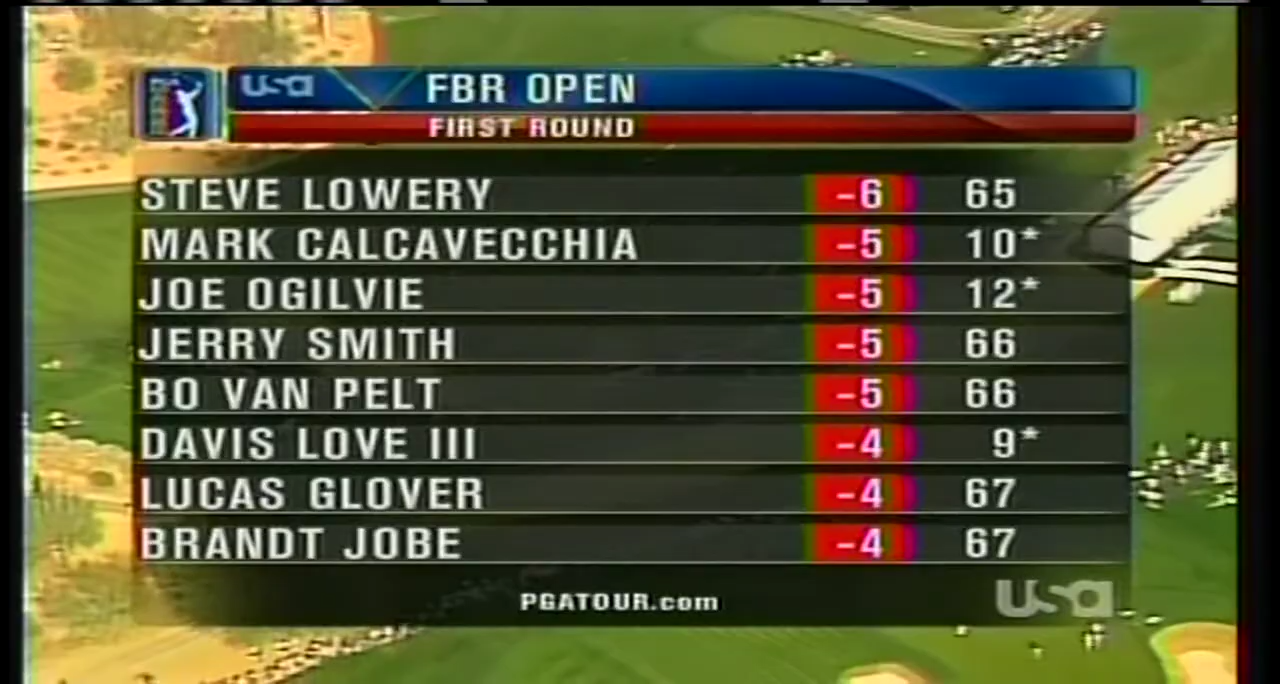 usa FBR OPEN
FIRST ROUND
STEVE LOWERY -6 65
MARK CALCAVECCHIA -5 10*
JOE OGILVIE -5 12*
JERRY SMITH -5 66
BO VAN PELT -5 66
DAVIS LOVE III -4 9*
LUCAS GLOVER -4 67
BRANDT JOBE -4 67
PGATOUR.com
usa